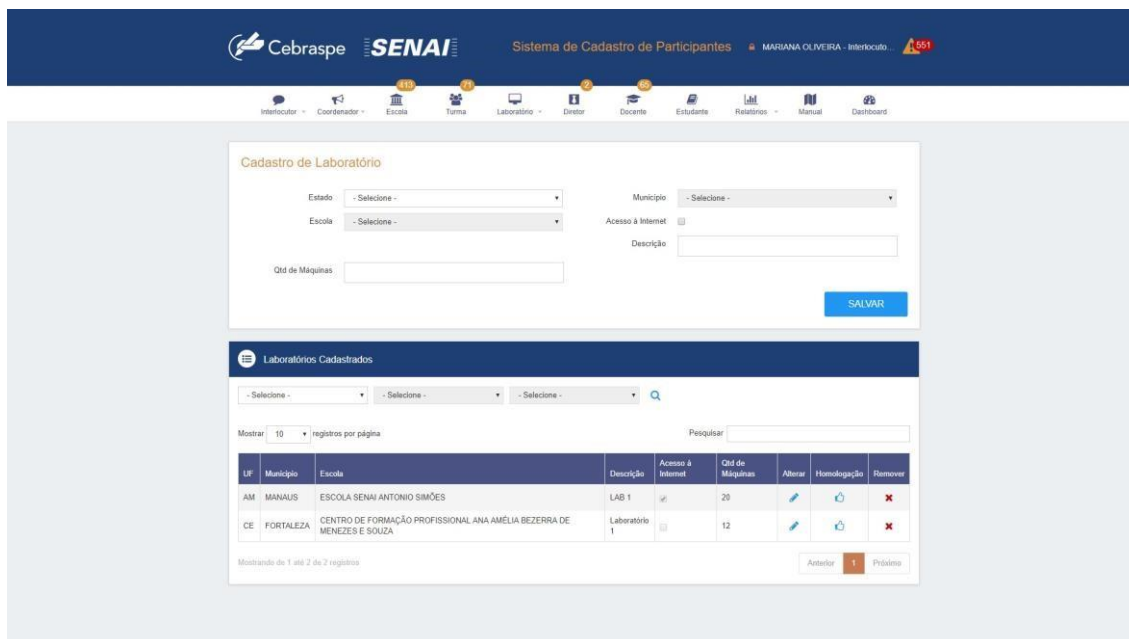 Cebraspe SENAI Sistema de Cadastro de Participantes MARIANA OLIVEIRA - Interlocuto... 551
413 71 2 65
Interlocutor Coordenador Escola Turma Laboratório Diretor Docente Estudante Relatórios Manual Dashboard
Cadastro de Laboratório
Estado - Selecione - Município - Selecione -
Escola - Selecione - Acesso à Internet
Descrição
Qtd de Máquinas
SALVAR
Laboratórios Cadastrados
- Selecione - - Selecione - - Selecione -
Mostrar 10 registros por página Pesquisar
UF Município Escola Descrição Acesso à Internet Qtd de Máquinas Alterar Homologação Remover
AM MANAUS ESCOLA SENAI ANTONIO SIMÕES LAB 1 20
CE FORTALEZA CENTRO DE FORMAÇÃO PROFISSIONAL ANA AMÉLIA BEZERRA DE MENEZES E SOUZA Laboratório 1 12
Mostrando de 1 até 2 de 2 registros Anterior 1 Próximo